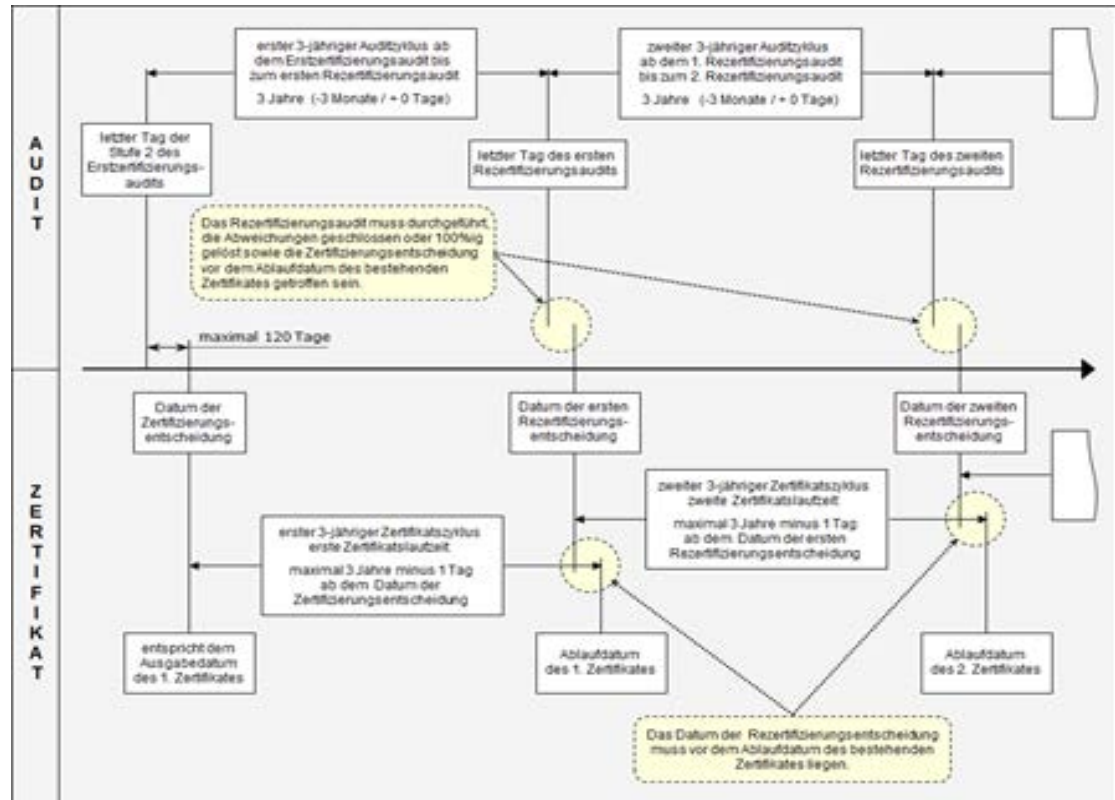 AUDIT
erster 3-jähriger Auditzyklus ab
dem Erstzertifizierungsaudit bis
zum ersten Rezertifizierungsaudit
3 Jahre (-3 Monate / + 0 Tage)
zweiter 3-jähriger Auditzyklus
ab dem 1. Rezertifizierungsaudit
bis zum 2. Rezertifizierungsaudit
3 Jahre (-3 Monate / + 0 Tage)
letzter Tag der
Stufe 2 des
Erstzertifizierungs-
audits
letzter Tag des ersten
Rezertifizierungsaudits
letzter Tag des zweiten
Rezertifizierungsaudits
Das Rezertifizierungsaudit muss durchgeführt,
die Abweichungen geschlossen oder 100%ig
gelöst sowie die Zertifizierungsentscheidung
vor dem Ablaufdatum des bestehenden
Zertifikates getroffen sein.
maximal 120 Tage
ZERTIFIKAT
Datum der
Zertifizierungs-
entscheidung
Datum der ersten
Rezertifizierungs-
entscheidung
Datum der zweiten
Rezertifizierungs-
entscheidung
zweiter 3-jähriger Zertifikatszyklus
zweite Zertifikatslaufzeit
maximal 3 Jahre minus 1 Tag
ab dem Datum der ersten
Rezertifizierungsentscheidung
erster 3-jähriger Zertifikatszyklus
erste Zertifikatslaufzeit
maximal 3 Jahre minus 1 Tag
ab dem Datum der
Zertifizierungsentscheidung
entspricht dem
Ausgabedatum
des 1. Zertifikates
Ablaufdatum
des 1. Zertifikates
Ablaufdatum
des 2. Zertifikates
Das Datum der Rezertifizierungsentscheidung
muss vor dem Ablaufdatum des bestehenden
Zertifikates liegen.